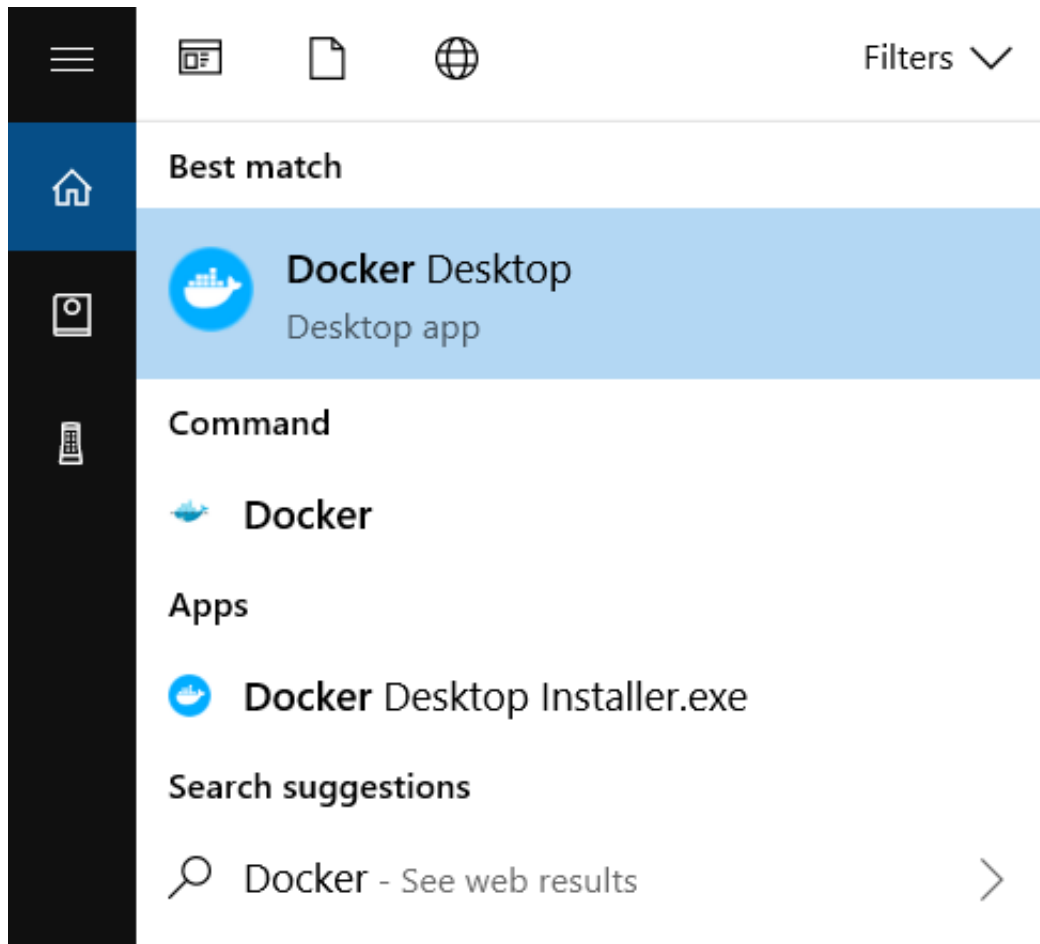 Filters
Best match
Docker Desktop
Desktop app
Command
Docker
Apps
Docker Desktop Installer.exe
Search suggestions
Docker - See web results